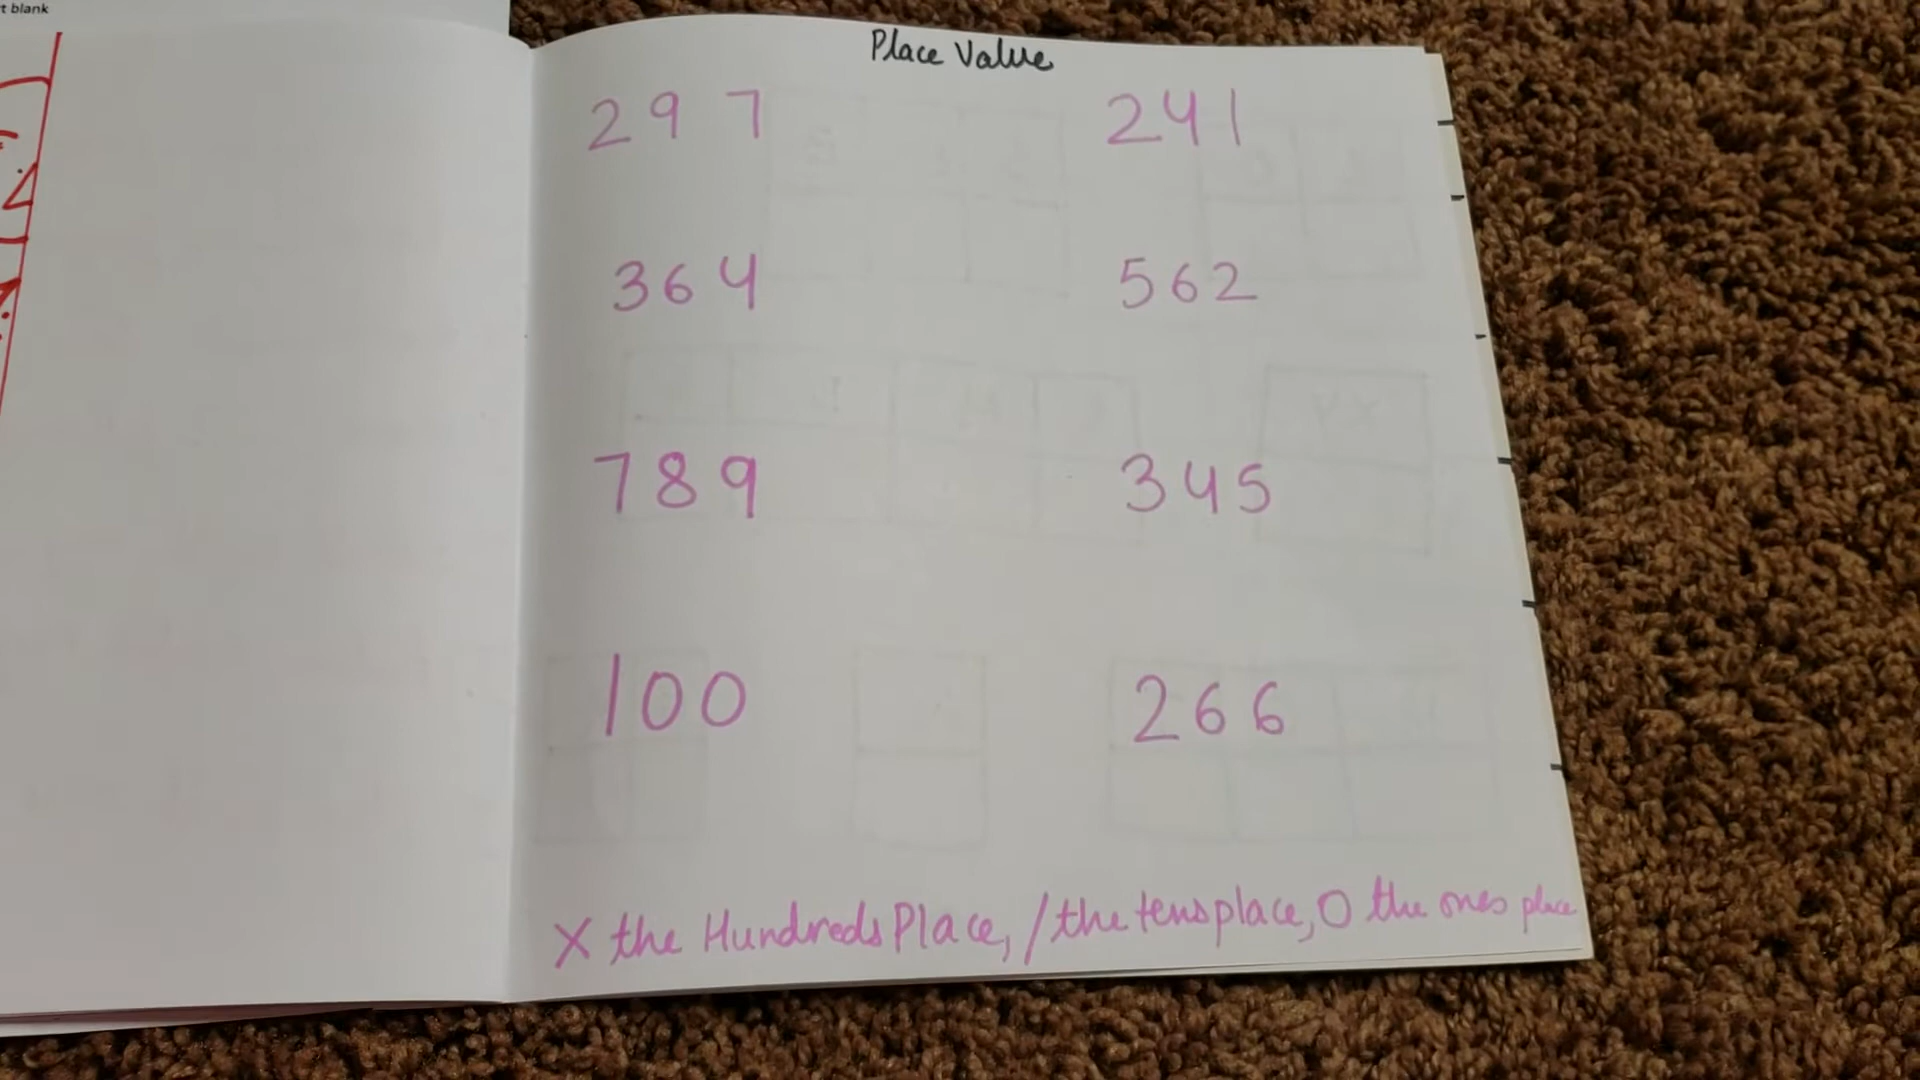 t blank
Place Value
297 241
364 562
789 345
100 266
X the Hundreds Place, / the tens place, O the ones place